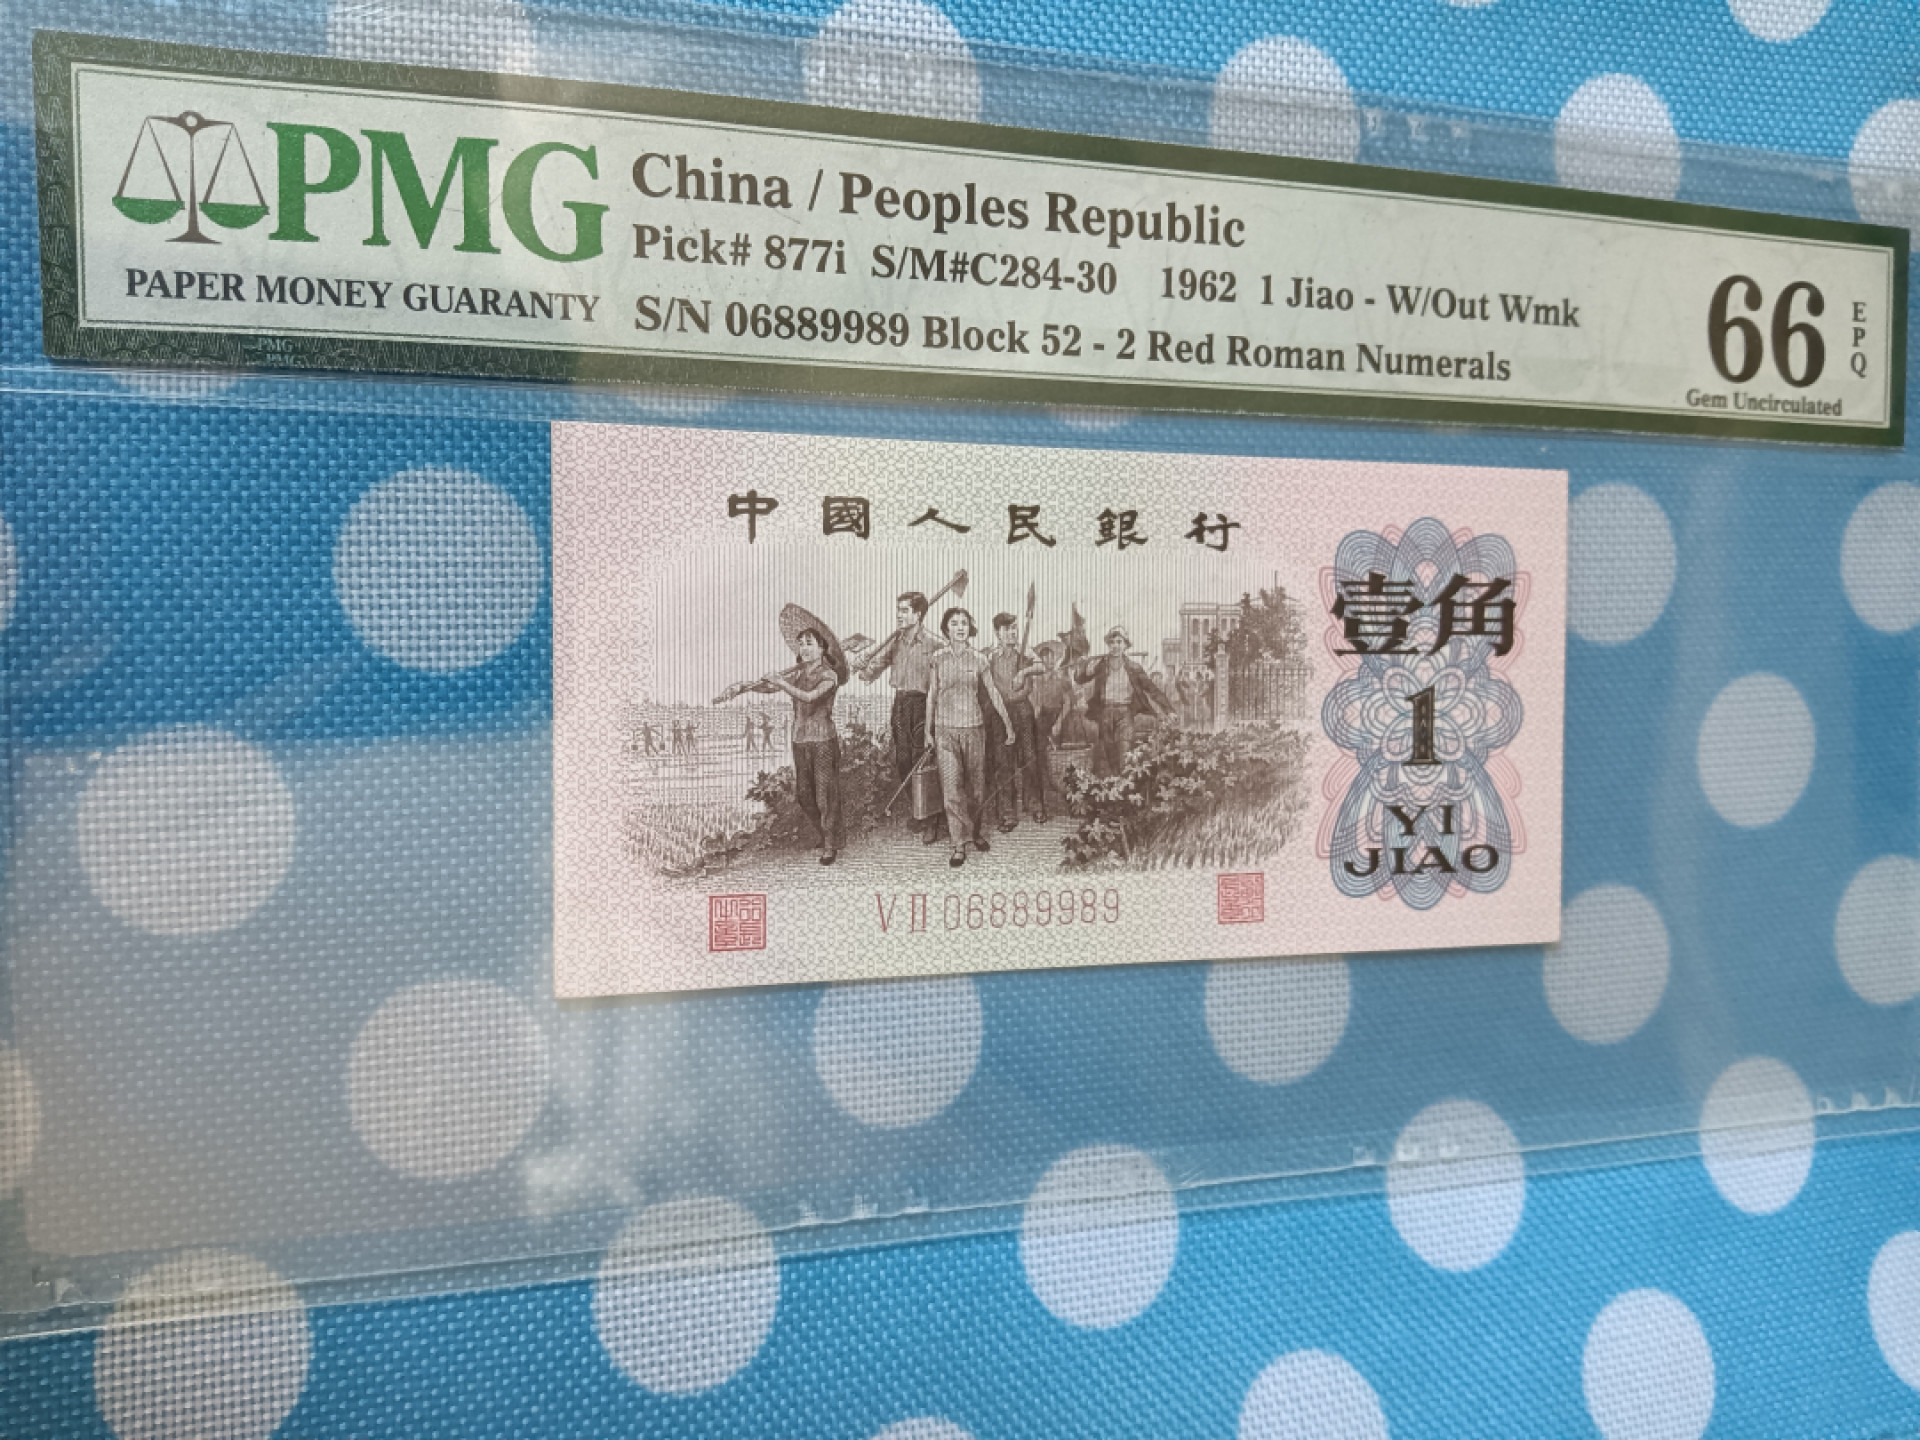 PMG
PAPER MONEY GUARANTY
China / Peoples Republic
Pick# 877i S/M#C284-30 1962 1 Jiao - W/Out Wmk
S/N 06889989 Block 52 - 2 Red Roman Numerals
66
EPQ
Gem Uncirculated
PMG
PMG
中國人民銀行
壹角
1
YI
JIAO
VII 06889989